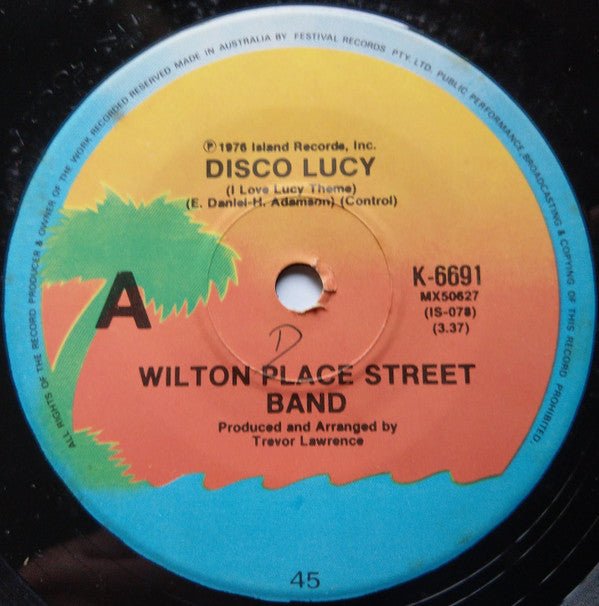 ALL RIGHTS OF THE RECORD PRODUCER & OWNER OF THE WORK RECORDED RESERVED MADE IN AUSTRALIA BY FESTIVAL RECORDS PTY. LTD. PUBLIC PERFORMANCE, BROADCASTING & COPYING OF THIS RECORD PROHIBITED.
℗ 1976 Island Records, Inc.
DISCO LUCY
(I Love Lucy Theme)
(E. Daniel-H. Adamson) (Control)
A
K-6691
MX50627
(IS-078)
(3.37)
D
WILTON PLACE STREET
BAND
Produced and Arranged by
Trevor Lawrence
45